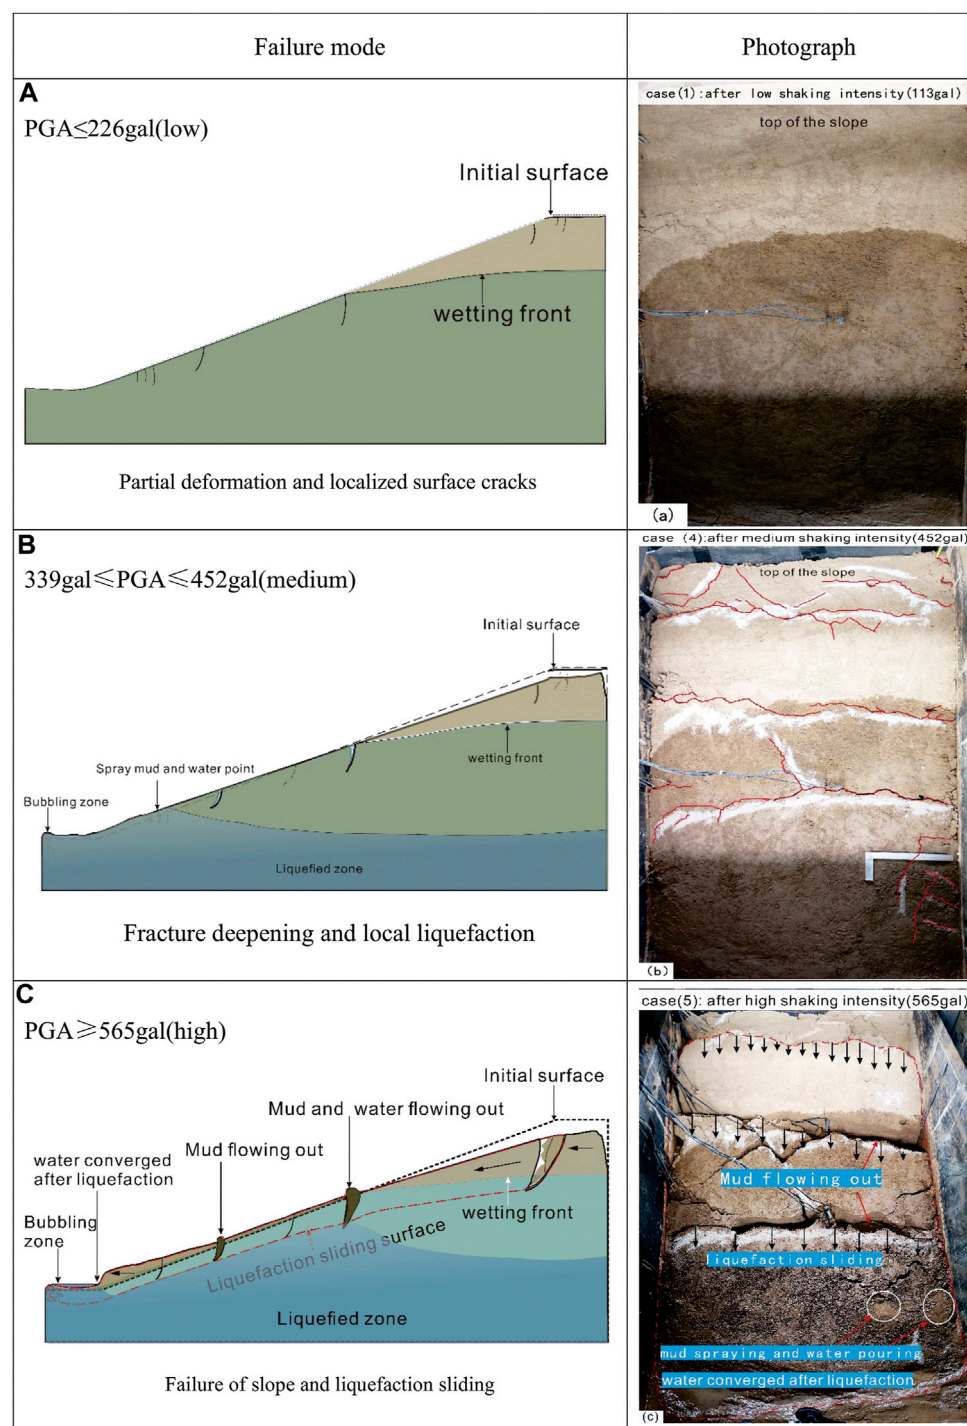 Failure mode
Photograph
A
PGA≤226gal(low)
Initial surface
wetting front
Partial deformation and localized surface cracks
case(1):after low shaking intensity(113gal)
top of the slope
(a)
B
339gal≤PGA≤452gal(medium)
Initial surface
wetting front
Spray mud and water point
Bubbling zone
Liquefied zone
Fracture deepening and local liquefaction
case (4):after medium shaking intensity(452gal)
top of the slope
(b)
C
PGA≥565gal(high)
Initial surface
Mud and water flowing out
Mud flowing out
water converged
after liquefaction
Bubbling
zone
wetting front
Liquefaction sliding surface
Liquefied zone
Failure of slope and liquefaction sliding
case(5): after high shaking intensity(565gal)
Mud flowing out
liquefaction sliding
mud spraying and water pouring
water converged after liquefaction
(c)